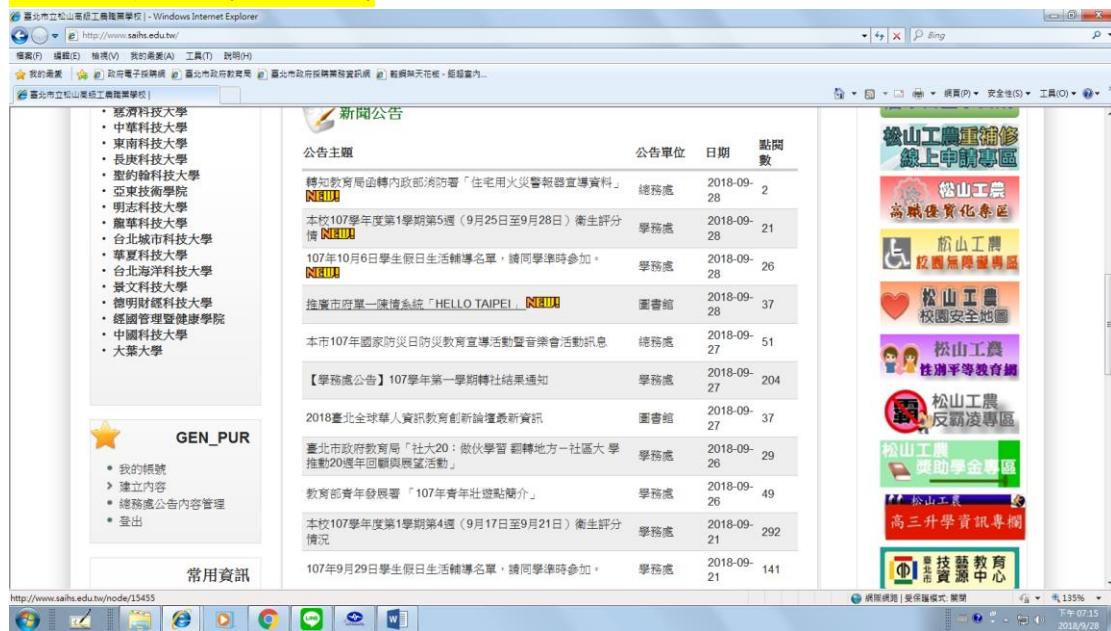 臺北市立松山高級工農職業學校 | - Windows Internet Explorer
http://www.saihs.edu.tw/
Bing
檔案(F) 編輯(E) 檢視(V) 我的最愛(A) 工具(T) 說明(H)
我的最愛 政府電子採購網 臺北市政府教育局 臺北市政府採購業務資訊網 輕鋼架天花板 - 鉅超室內...
臺北市立松山高級工農職業學校 |
網頁(P) 安全性(S) 工具(O)
慈濟科技大學
中華科技大學
東南科技大學
長庚科技大學
聖約翰科技大學
亞東技術學院
明志科技大學
龍華科技大學
台北城市科技大學
華夏科技大學
台北海洋科技大學
景文科技大學
德明財經科技大學
經國管理暨健康學院
中國科技大學
大葉大學
GEN_PUR
我的帳號
建立內容
總務處公告內容管理
登出
常用資訊
新聞公告
公告主題 公告單位 日期 點閱
數
轉知教育局函轉內政部消防署「住宅用火災警報器宣導資料」 總務處 2018-09- 2
NEW! 28
本校107學年度第1學期第5週（9月25日至9月28日）衛生評分 學務處 2018-09- 21
情 NEW! 28
107年10月6日學生假日生活輔導名單，請同學準時參加。 學務處 2018-09- 26
NEW! 28
推廣市府單一陳情系統「HELLO TAIPEI」 NEW! 圖書館 2018-09- 37
28
本市107年國家防災日防災教育宣導活動暨音樂會活動訊息 總務處 2018-09- 51
27
【學務處公告】107學年第一學期轉社結果通知 學務處 2018-09- 204
27
2018臺北全球華人資訊教育創新論壇最新資訊 圖書館 2018-09- 37
27
臺北市政府教育局「社大20：做伙學習 翻轉地方－社區大 學 學務處 2018-09- 29
推動20週年回顧與展望活動」 26
教育部青年發展署 「107年青年壯遊點簡介」 學務處 2018-09- 49
26
本校107學年度第1學期第4週（9月17日至9月21日）衛生評分 學務處 2018-09- 292
情況 21
107年9月29日學生假日生活輔導名單，請同學準時參加。 學務處 2018-09- 141
21
松山工農重補修
線上申請專區
松山工農
高職優質化專區
松山工農
校園無障礙專區
松山工農
校園安全地圖
松山工農
性別平等教育網
霸
松山工農
反霸凌專區
松山工農
獎助學金專區
松山工農
高三升學資訊專欄
臺北市
技藝教育
資源中心
http://www.saihs.edu.tw/node/15455
網際網路 | 受保護模式: 關閉
135%
LINE
下午 07:15
2018/9/28